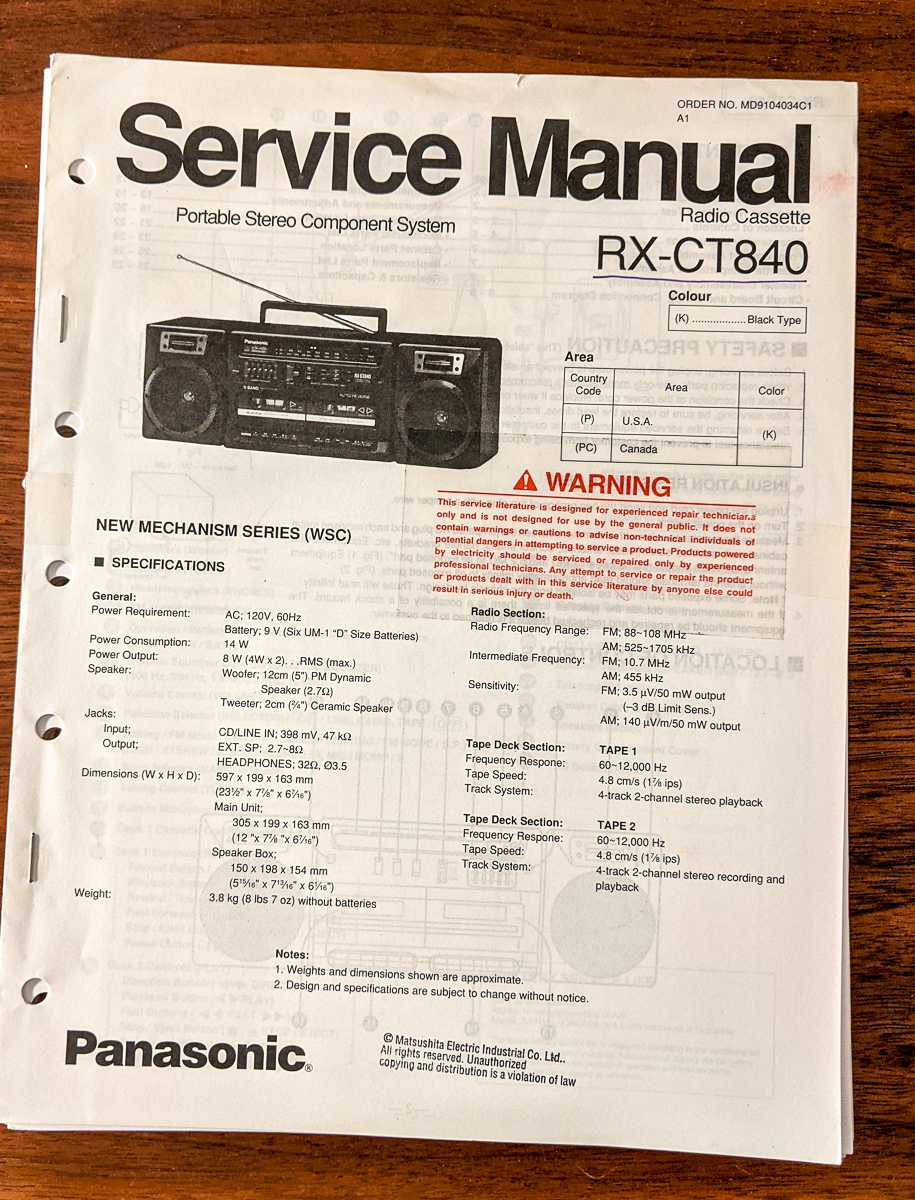 ORDER NO. MD9104034C1
A1
Service Manual
Portable Stereo Component System
Radio Cassette
RX-CT840
Colour
(K) ..................Black Type
Area
Country Code Area Color
(P) U.S.A. (K)
(PC) Canada
Panasonic
RX-CT840
WARNING
This service literature is designed for experienced repair technicians
only and is not designed for use by the general public. It does not
contain warnings or cautions to advise non-technical individuals of
potential dangers in attempting to service a product. Products powered
by electricity should be serviced or repaired only by experienced
professional technicians. Any attempt to service or repair the product
or products dealt with in this service literature by anyone else could
result in serious injury or death.
NEW MECHANISM SERIES (WSC)
■ SPECIFICATIONS
General:
Power Requirement: AC; 120V, 60Hz
Battery; 9 V (Six UM-1 “D” Size Batteries)
Power Consumption: 14 W
Power Output: 8 W (4W x 2). . .RMS (max.)
Speaker: Woofer; 12cm (5") PM Dynamic
Speaker (2.7Ω)
Tweeter; 2cm (¾") Ceramic Speaker
Jacks:
Input; CD/LINE IN; 398 mV, 47 kΩ
Output; EXT. SP; 2.7~8Ω
HEADPHONES; 32Ω, Ø3.5
Dimensions (W x H x D): 597 x 199 x 163 mm
(23½" x 7⅞" x 6⁷⁄₁₆")
Main Unit;
305 x 199 x 163 mm
(12 "x 7⅞ "x 6⁷⁄₁₆")
Speaker Box;
150 x 198 x 154 mm
(5¹⁵⁄₁₆" x 7¹³⁄₁₆" x 6¹⁄₁₆")
Weight: 3.8 kg (8 lbs 7 oz) without batteries
Radio Section:
Radio Frequency Range: FM; 88~108 MHz
AM; 525~1705 kHz
Intermediate Frequency: FM; 10.7 MHz
AM; 455 kHz
Sensitivity: FM; 3.5 µV/50 mW output
(–3 dB Limit Sens.)
AM; 140 µV/m/50 mW output
Tape Deck Section: TAPE 1
Frequency Respone: 60~12,000 Hz
Tape Speed: 4.8 cm/s (1⅞ ips)
Track System: 4-track 2-channel stereo playback
Tape Deck Section: TAPE 2
Frequency Respone: 60~12,000 Hz
Tape Speed: 4.8 cm/s (1⅞ ips)
Track System: 4-track 2-channel stereo recording and
playback
Notes:
1. Weights and dimensions shown are approximate.
2. Design and specifications are subject to change without notice.
Panasonic®
© Matsushita Electric Industrial Co. Ltd..
All rights reserved. Unauthorized
copying and distribution is a violation of law